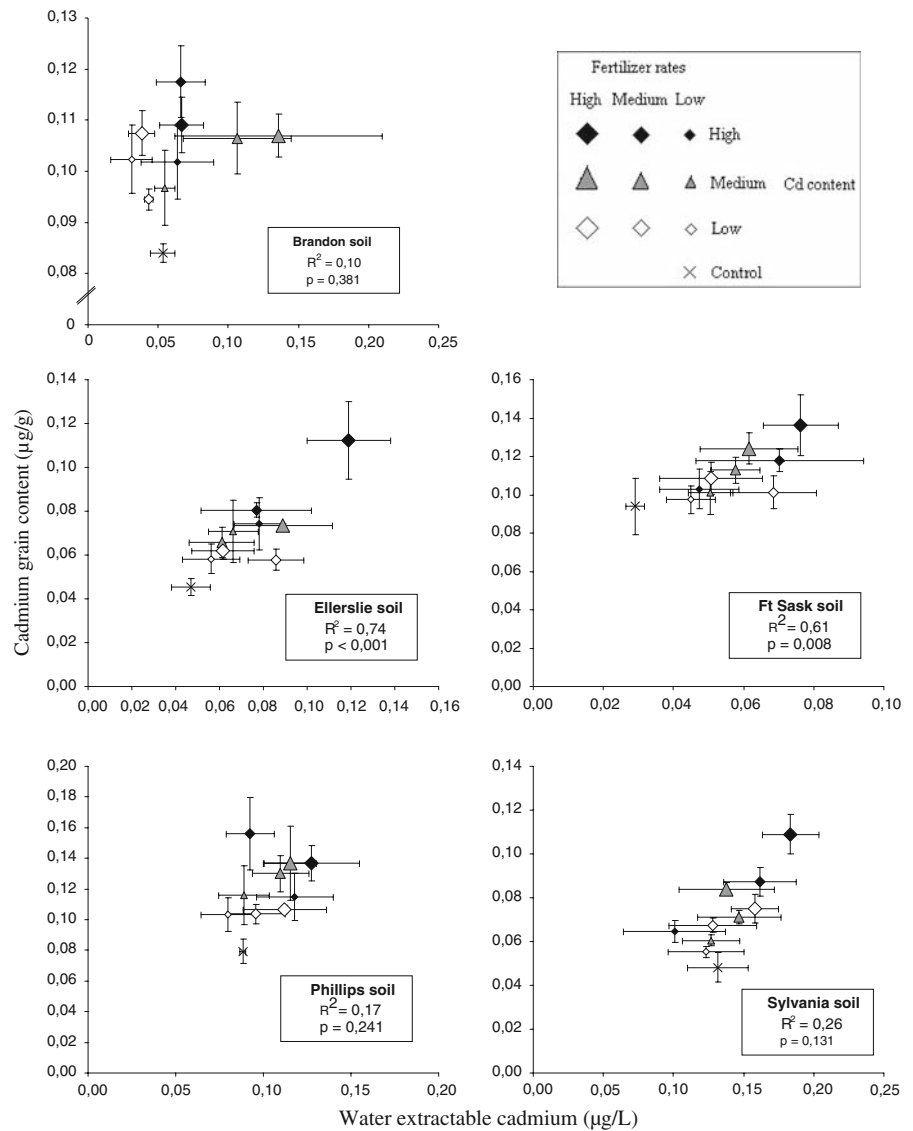 0,13
0,12
0,11
0,10
0,09
0,08
0
0 0,05 0,10 0,15 0,20 0,25
Brandon soil
R² = 0,10
p = 0,381
Fertilizer rates
High Medium Low
High
Medium Cd content
Low
Control
Cadmium grain content (µg/g)
0,14
0,12
0,10
0,08
0,06
0,04
0,02
0,00
0,00 0,02 0,04 0,06 0,08 0,10 0,12 0,14 0,16
Ellerslie soil
R² = 0,74
p < 0,001
0,16
0,14
0,12
0,10
0,08
0,06
0,04
0,02
0,00
0,00 0,02 0,04 0,06 0,08 0,10
Ft Sask soil
R² = 0,61
p = 0,008
0,20
0,18
0,16
0,14
0,12
0,10
0,08
0,06
0,04
0,02
0,00
0,00 0,05 0,10 0,15 0,20
Phillips soil
R² = 0,17
p = 0,241
0,14
0,12
0,10
0,08
0,06
0,04
0,02
0,00
0,00 0,10 0,15 0,20 0,25
Sylvania soil
R² = 0,26
p = 0,131
Water extractable cadmium (µg/L)